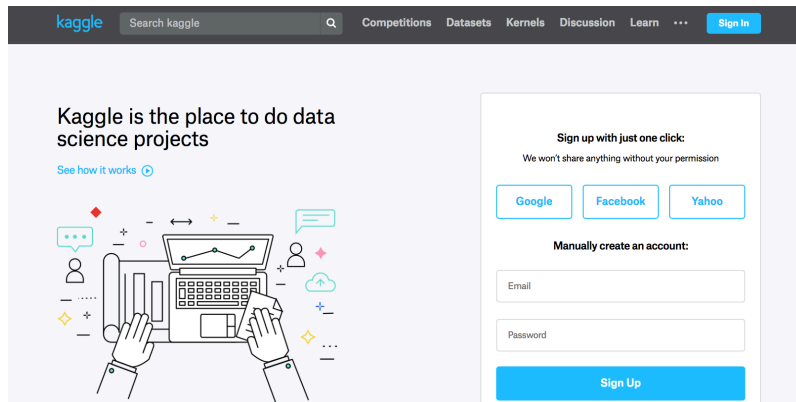 kaggle Search kaggle Competitions Datasets Kernels Discussion Learn ••• Sign In
Kaggle is the place to do data
science projects
See how it works
Sign up with just one click:
We won't share anything without your permission
Google Facebook Yahoo
Manually create an account:
Email
Password
Sign Up